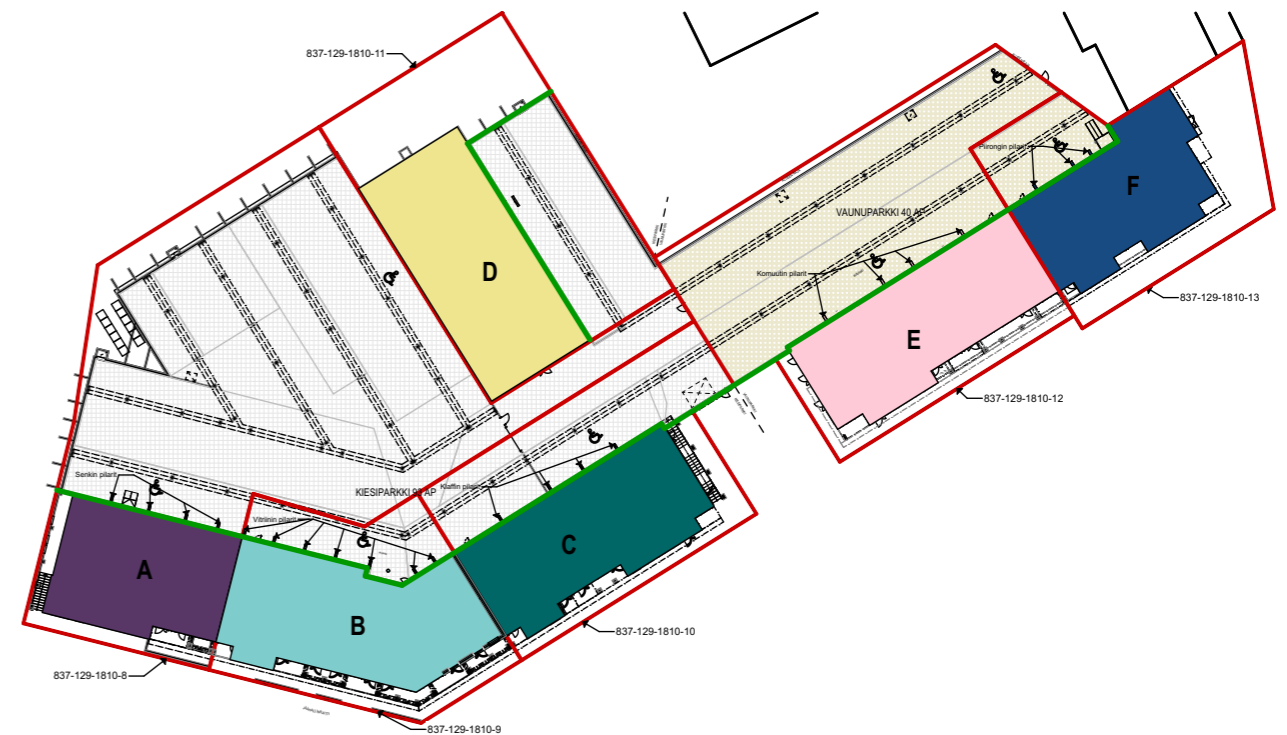 837-129-1810-11
Piirongin pilarit
F
VAUNUPARKKI 40 AP
D
Komuutin pilarit
837-129-1810-13
E
837-129-1810-12
Senkin pilarit
Klaffin pilarit
KIESIPARKKI AP
Vitriinin pilarit
C
A
B
837-129-1810-10
837-129-1810-8
837-129-1810-9